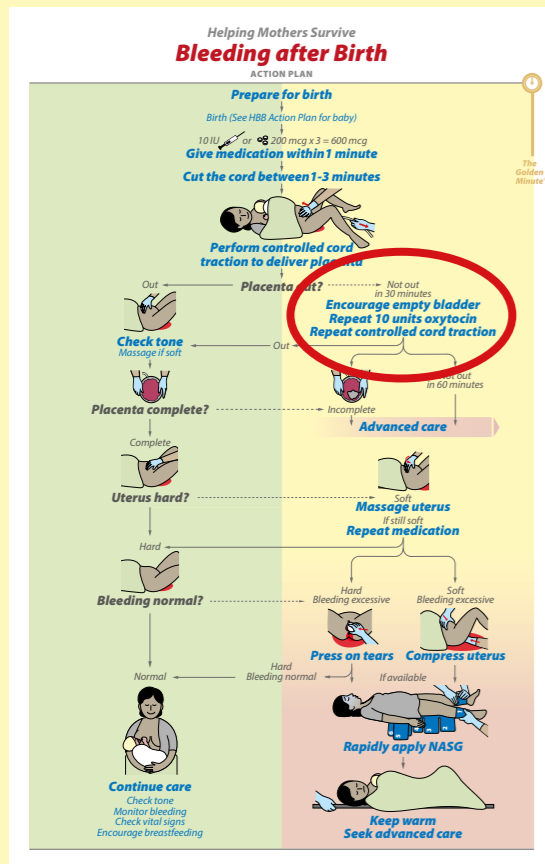 Helping Mothers Survive
Bleeding after Birth
ACTION PLAN
Prepare for birth
Birth (See HBB Action Plan for baby)
10 IU or 200 mcg x 3 = 600 mcg
Give medication within 1 minute
The
Golden
Minute
Cut the cord between 1-3 minutes
Perform controlled cord
traction to deliver placenta
Out
Placenta out?
Not out
in 30 minutes
Encourage empty bladder
Repeat 10 units oxytocin
Repeat controlled cord traction
Out
Check tone
Massage if soft
Not out
in 60 minutes
Placenta complete?
Incomplete
Advanced care
Complete
Uterus hard?
Soft
Massage uterus
If still soft
Repeat medication
Hard
Bleeding normal?
Hard
Bleeding excessive
Soft
Bleeding excessive
Press on tears
Compress uterus
Normal
Hard
Bleeding normal
If available
Rapidly apply NASG
Continue care
Check tone
Monitor bleeding
Check vital signs
Encourage breastfeeding
Keep warm
Seek advanced care